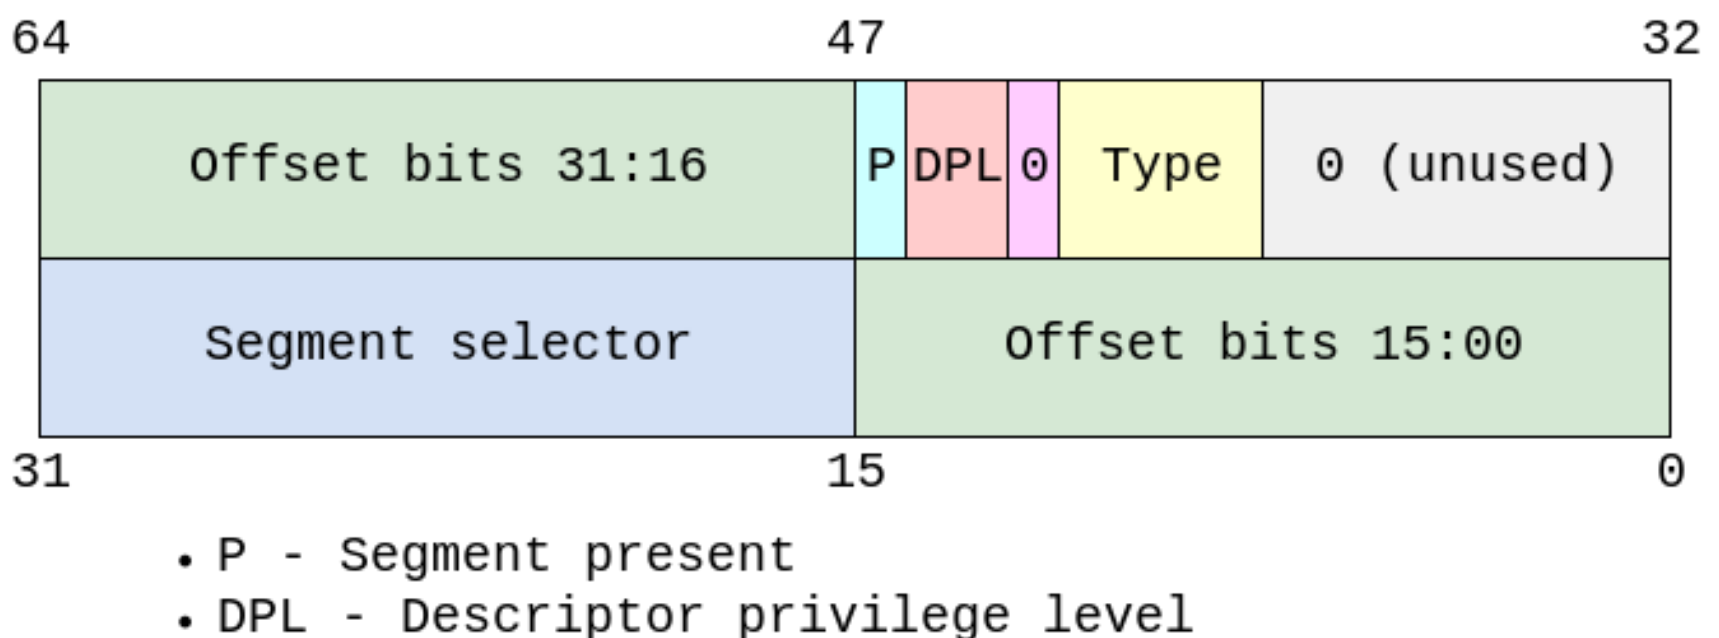 64 47 32
Offset bits 31:16 P DPL 0 Type 0 (unused)
Segment selector Offset bits 15:00
31 15 0
• P - Segment present
• DPL - Descriptor privilege level